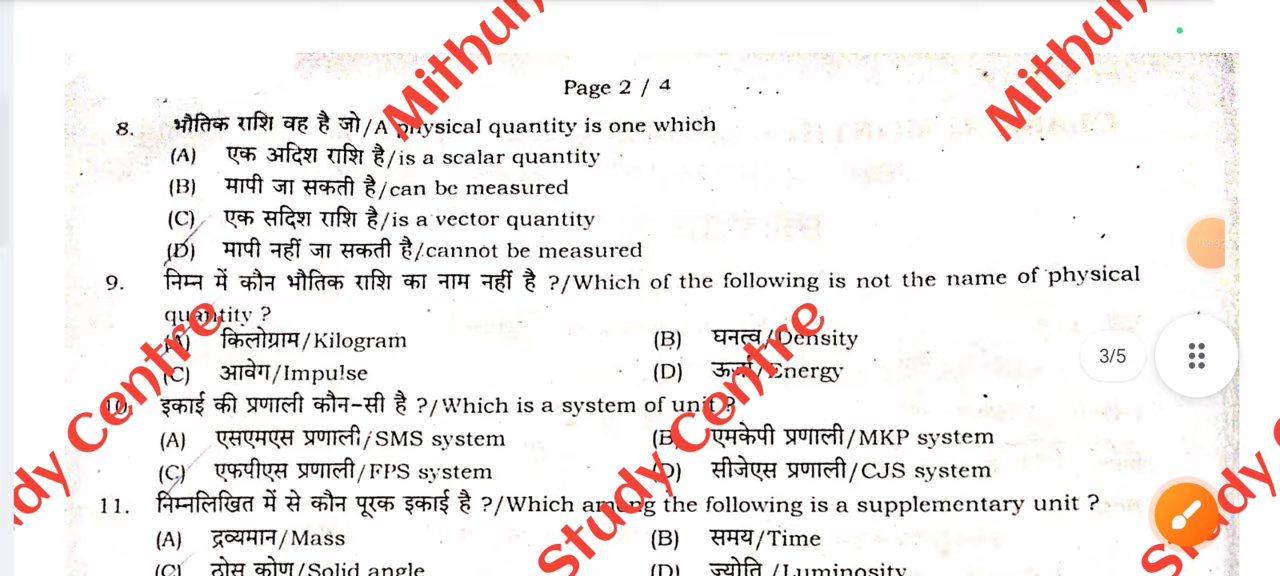 Page 2 / 4
8. भौतिक राशि वह है जो/A physical quantity is one which
(A) एक अदिश राशि है/is a scalar quantity
(B) मापी जा सकती है/can be measured
(C) एक सदिश राशि है/is a vector quantity
(D) मापी नहीं जा सकती है/cannot be measured
9. निम्न में कौन भौतिक राशि का नाम नहीं है ?/Which of the following is not the name of physical
quantity ?
(A) किलोग्राम/Kilogram (B) घनत्व/Density
(C) आवेग/Impulse (D) ऊर्जा/Energy
10. इकाई की प्रणाली कौन-सी है ?/Which is a system of unit ?
(A) एसएमएस प्रणाली/SMS system (B) एमकेपी प्रणाली/MKP system
(C) एफपीएस प्रणाली/FPS system (D) सीजेएस प्रणाली/CJS system
11. निम्नलिखित में से कौन पूरक इकाई है ?/Which among the following is a supplementary unit ?
(A) द्रव्यमान/Mass (B) समय/Time
(C) ठोस कोण/Solid angle (D) ज्योति/Luminosity
3/5
Mithun
Mithun
Study Centre
Study Centre